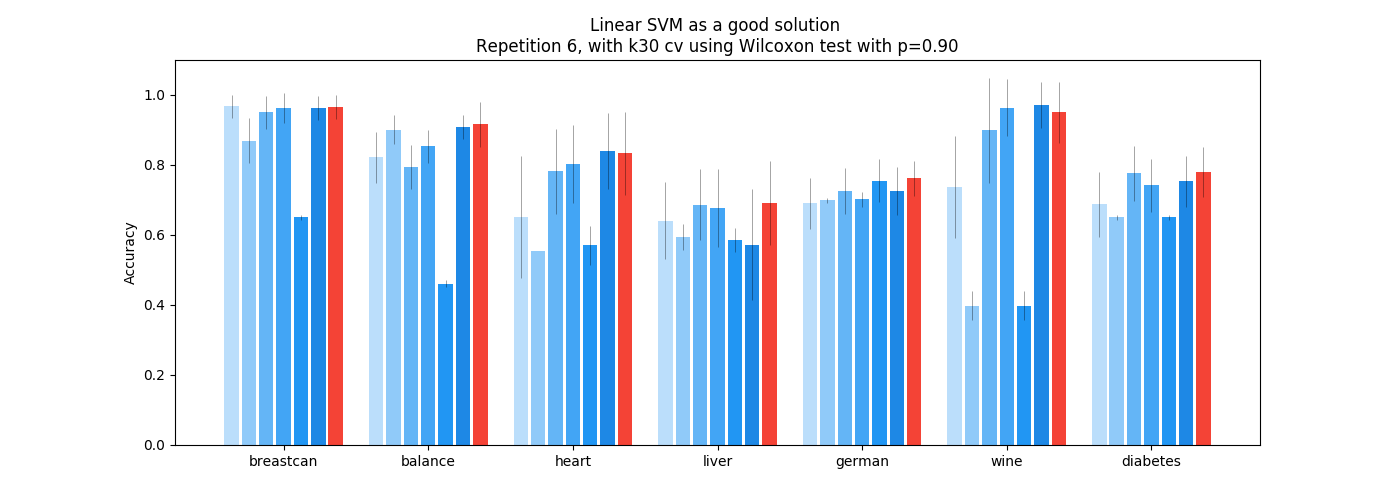 Linear SVM as a good solution
Repetition 6, with k30 cv using Wilcoxon test with p=0.90
Accuracy
1.0
0.8
0.6
0.4
0.2
0.0
breastcan balance heart liver german wine diabetes